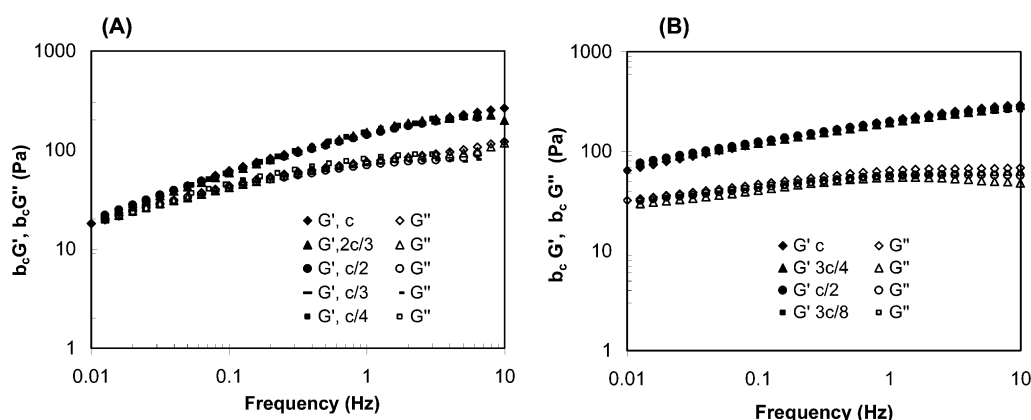 (A)
1000
100
10
1
b_cG', b_cG'' (Pa)
G', c G''
G',2c/3 G''
G', c/2 G''
G', c/3 G''
G', c/4 G''
0.01 0.1 1 10
Frequency (Hz)
(B)
1000
100
10
1
b_c G', b_c G'' (Pa)
G' c G''
G' 3c/4 G''
G' c/2 G''
G' 3c/8 G''
0.01 0.1 1 10
Frequency (Hz)